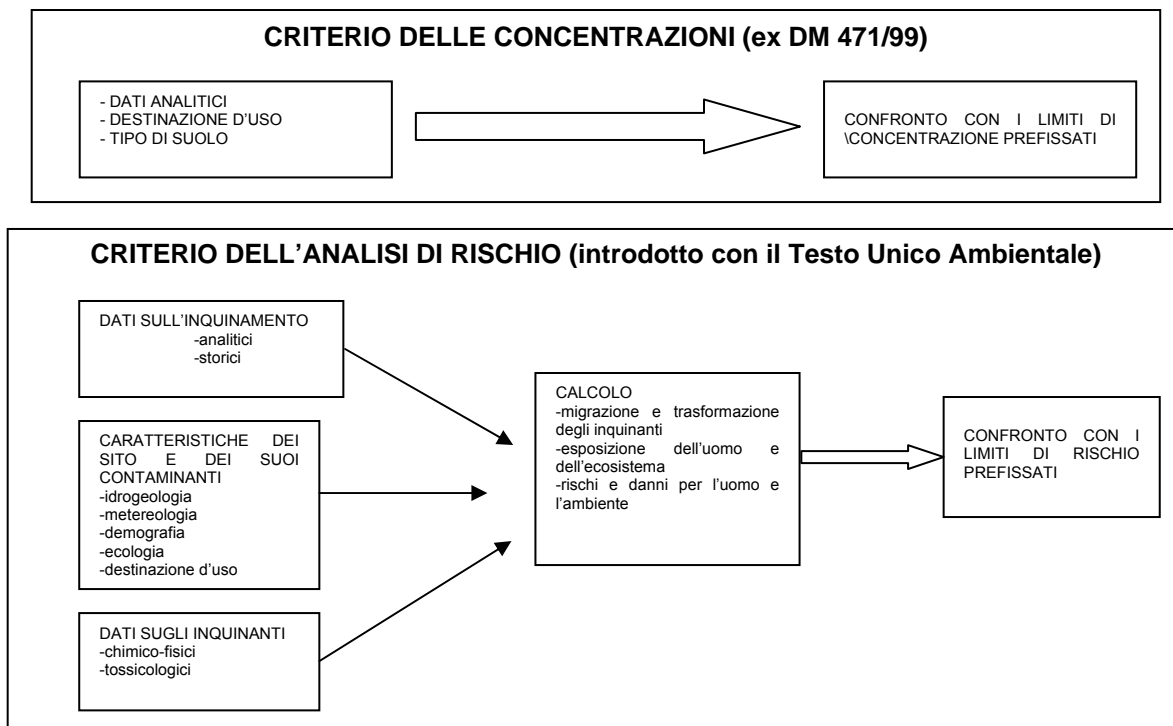 CRITERIO DELLE CONCENTRAZIONI (ex DM 471/99)
- DATI ANALITICI
- DESTINAZIONE D'USO
- TIPO DI SUOLO
CONFRONTO CON I LIMITI DI
\CONCENTRAZIONE PREFISSATI
CRITERIO DELL'ANALISI DI RISCHIO (introdotto con il Testo Unico Ambientale)
DATI SULL'INQUINAMENTO
-analitici
-storici
CARATTERISTICHE DEI
SITO E DEI SUOI
CONTAMINANTI
-idrogeologia
-metereologia
-demografia
-ecologia
-destinazione d'uso
DATI SUGLI INQUINANTI
-chimico-fisici
-tossicologici
CALCOLO
-migrazione e trasformazione
degli inquinanti
-esposizione dell'uomo e
dell'ecosistema
-rischi e danni per l'uomo e
l'ambiente
CONFRONTO CON I
LIMITI DI RISCHIO
PREFISSATI